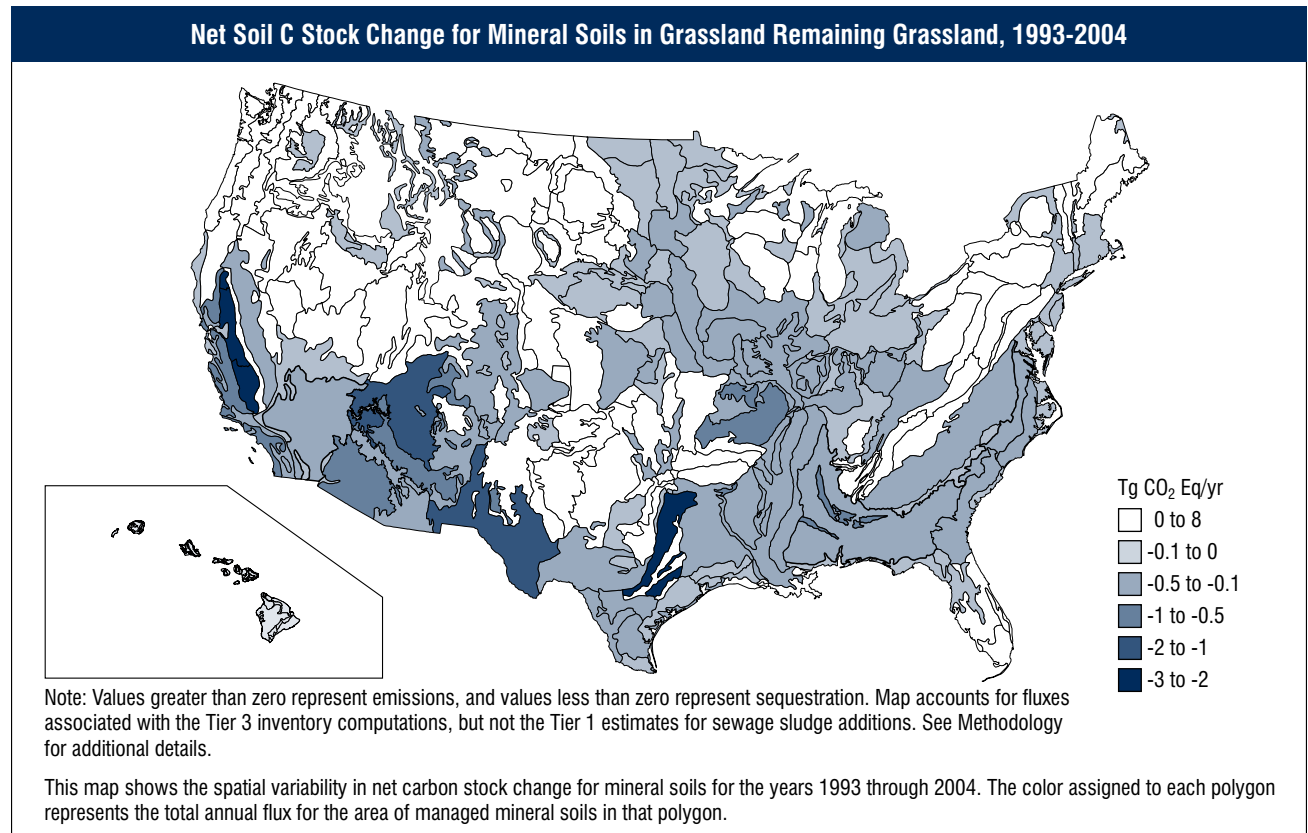 Net Soil C Stock Change for Mineral Soils in Grassland Remaining Grassland, 1993-2004
Tg CO₂ Eq/yr
0 to 8
-0.1 to 0
-0.5 to -0.1
-1 to -0.5
-2 to -1
-3 to -2
Note: Values greater than zero represent emissions, and values less than zero represent sequestration. Map accounts for fluxes
associated with the Tier 3 inventory computations, but not the Tier 1 estimates for sewage sludge additions. See Methodology
for additional details.
This map shows the spatial variability in net carbon stock change for mineral soils for the years 1993 through 2004. The color assigned to each polygon
represents the total annual flux for the area of managed mineral soils in that polygon.